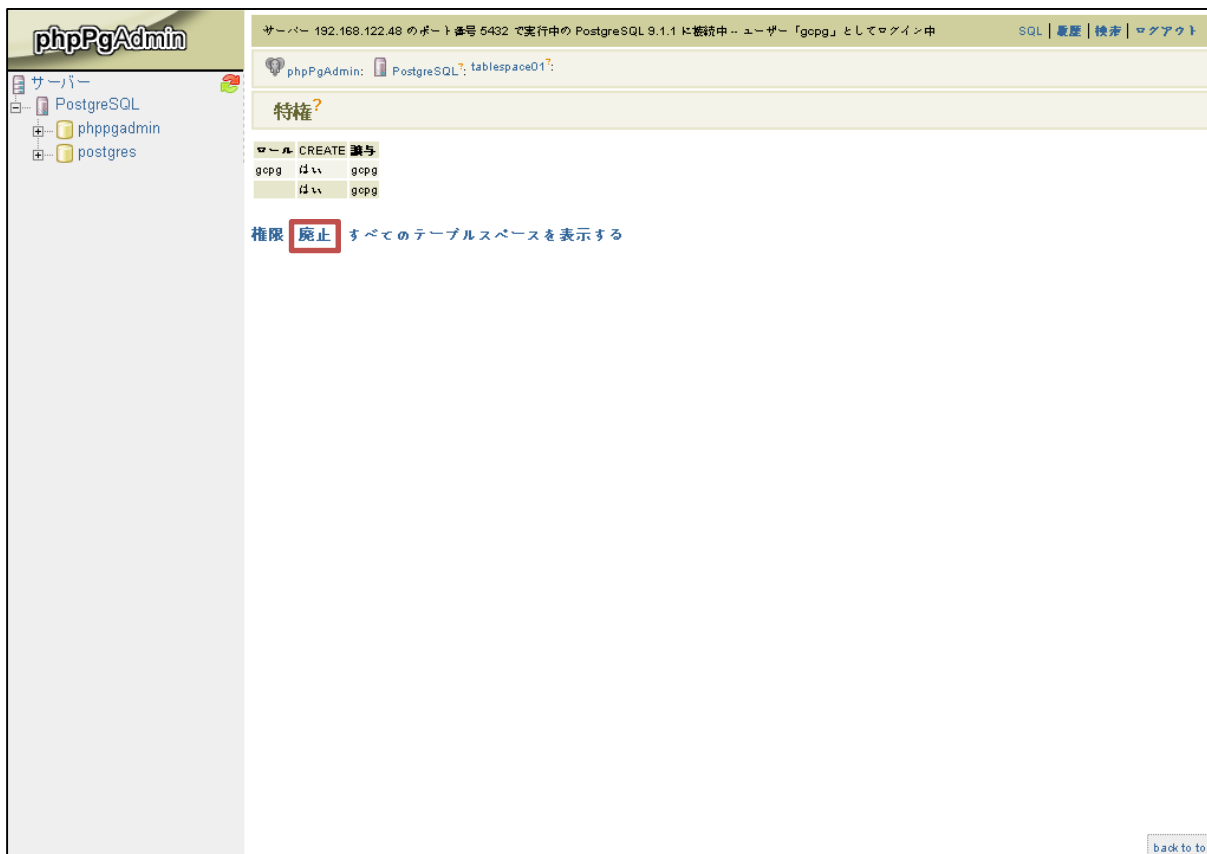 phpPgAdmin
サーバー
PostgreSQL
phppgadmin
postgres
サーバー 192.168.122.48 のポート番号 5432 で実行中の PostgreSQL 9.1.1 に接続中 -- ユーザー「gcpg」としてログイン中
SQL | 履歴 | 検索 | ログアウト
phpPgAdmin: PostgreSQL?: tablespace01?:
特権?
ロール CREATE 譲与
gcpg はい gcpg
はい gcpg
権限 廃止 すべてのテーブルスペースを表示する
back to to